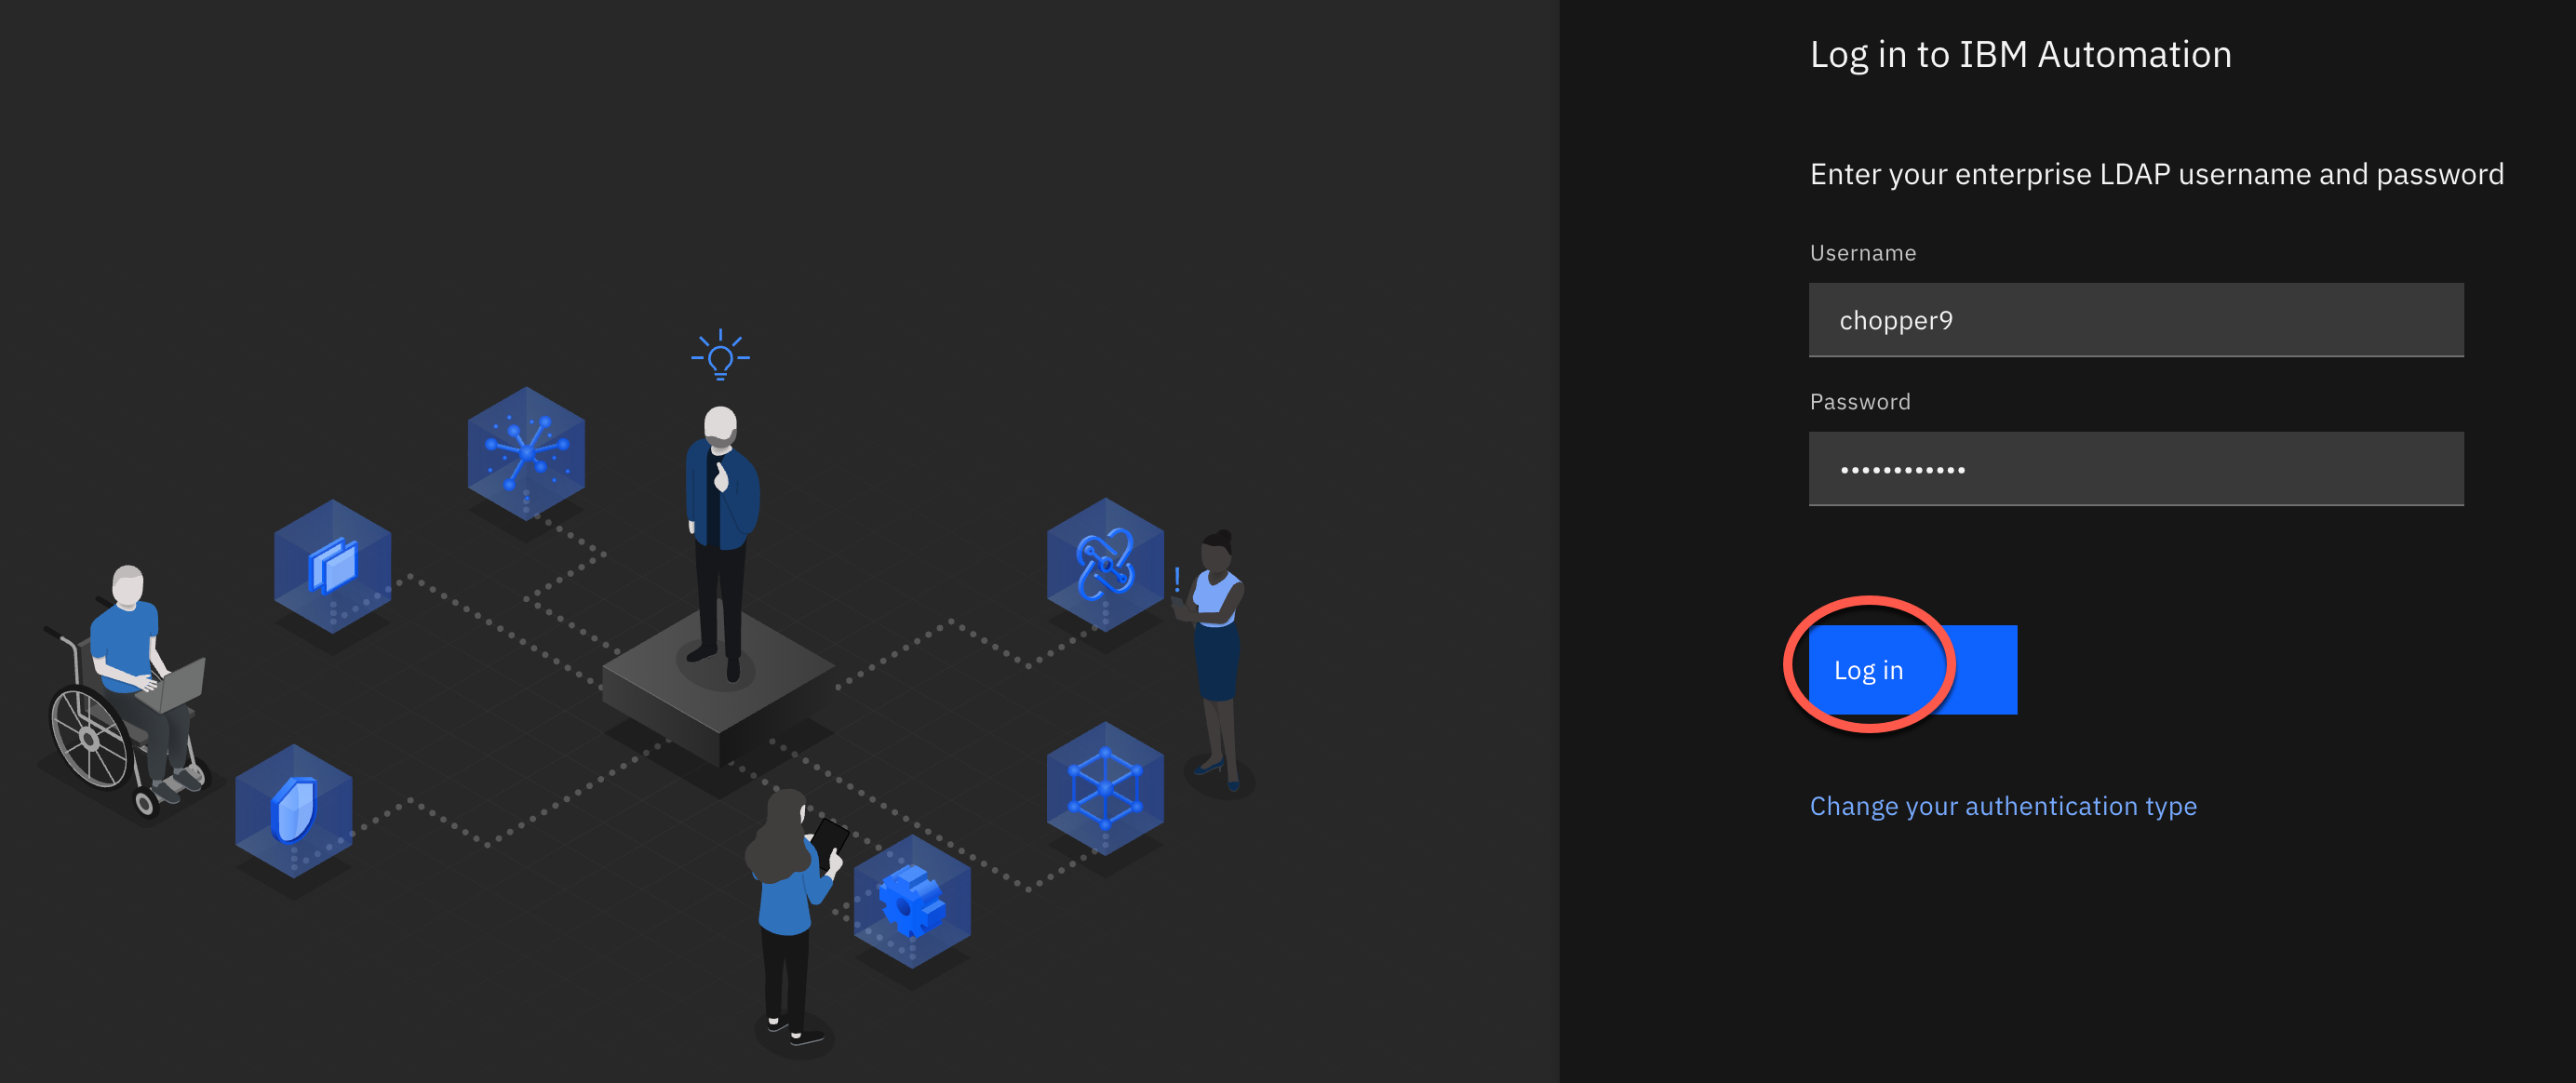 Log in to IBM Automation
Enter your enterprise LDAP username and password
Username
chopper9
Password
••••••••••••
Log in
Change your authentication type
!